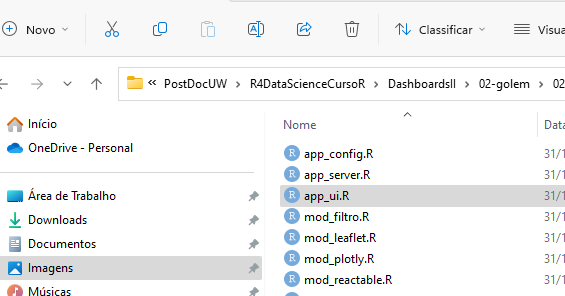 Novo
Classificar
Visua
PostDocUW > R4DataScienceCursoR > DashboardsII > 02-golem > 02
Início
OneDrive - Personal
Área de Trabalho
Downloads
Documentos
Imagens
Músicas
Nome
Data
app_config.R
31/1
app_server.R
31/1
app_ui.R
31/1
mod_filtro.R
31/1
mod_leaflet.R
31/1
mod_plotly.R
31/1
mod_reactable.R
31/1